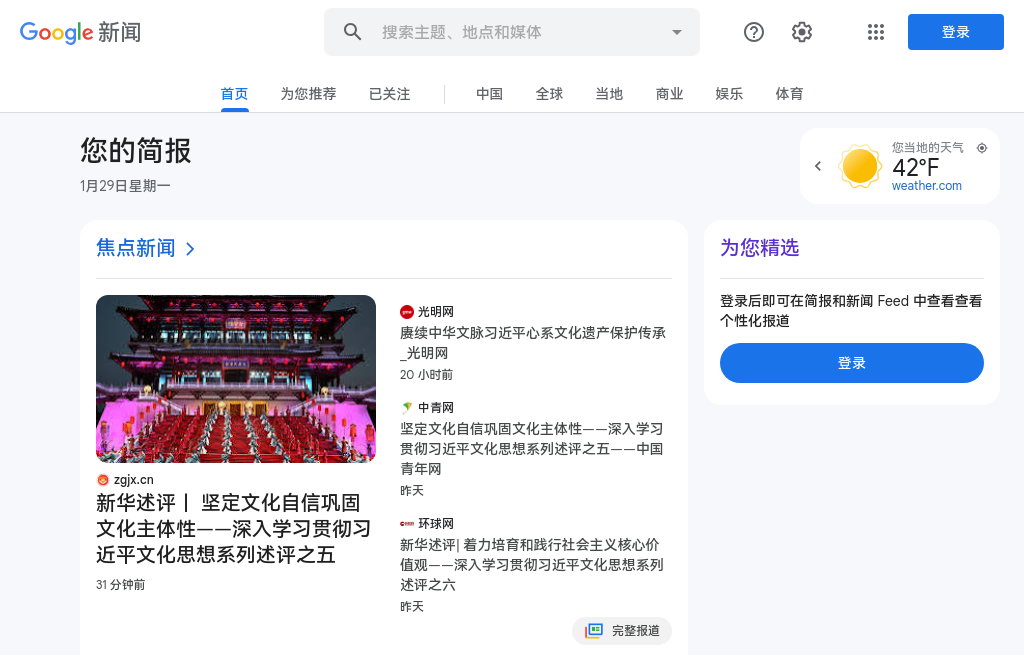 Google 新闻
搜索主题、地点和媒体
登录
首页
为您推荐
已关注
中国
全球
当地
商业
娱乐
体育
您的简报
1月29日星期一
您当地的天气
42°F
weather.com
焦点新闻
zgjx.cn
新华述评丨 坚定文化自信巩固
文化主体性——深入学习贯彻习
近平文化思想系列述评之五
31 分钟前
光明网
赓续中华文脉习近平心系文化遗产保护传承
_光明网
20 小时前
中青网
坚定文化自信巩固文化主体性——深入学习
贯彻习近平文化思想系列述评之五——中国
青年网
昨天
环球网
新华述评| 着力培育和践行社会主义核心价
值观——深入学习贯彻习近平文化思想系列
述评之六
昨天
完整报道
为您精选
登录后即可在简报和新闻 Feed 中查看查看
个性化报道
登录